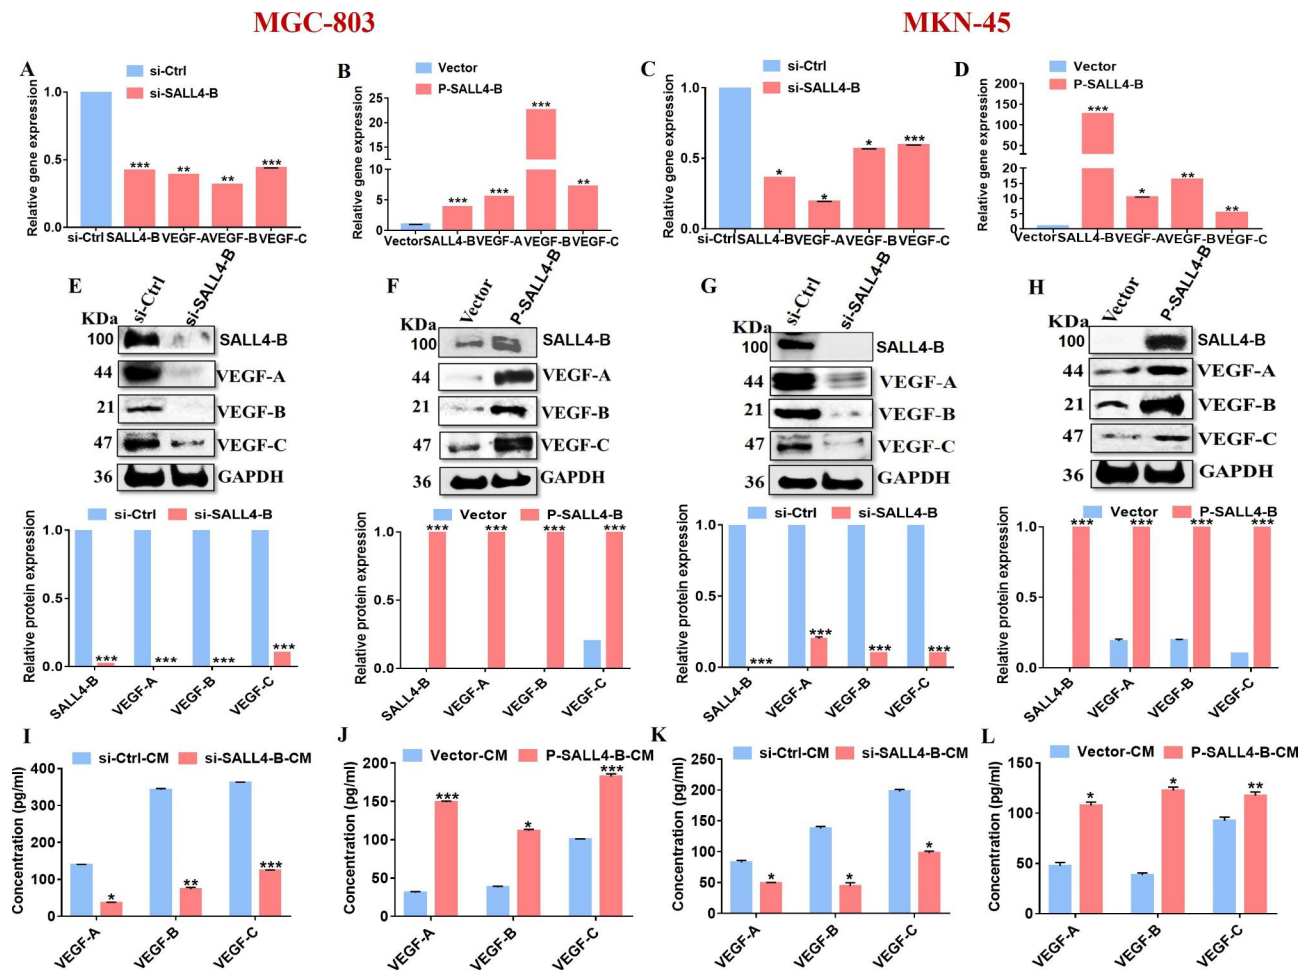 MGC-803
MKN-45
A
si-Ctrl
si-SALL4-B
Relative gene expression
1.0
0.5
0.0
***
**
**
***
si-Ctrl SALL4-B VEGF-A VEGF-B VEGF-C
B
Vector
P-SALL4-B
Relative gene expression
25
20
15
10
5
0
***
***
***
**
Vector SALL4-B VEGF-A VEGF-B VEGF-C
C
si-Ctrl
si-SALL4-B
Relative gene expression
1.0
0.5
0.0
*
*
*
***
si-Ctrl SALL4-B VEGF-A VEGF-B VEGF-C
D
Vector
P-SALL4-B
Relative gene expression
200
150
100
50
20
15
10
5
0
***
*
**
**
Vector SALL4-B VEGF-A VEGF-B VEGF-C
E
si-Ctrl
si-SALL4-B
KDa
100 SALL4-B
44 VEGF-A
21 VEGF-B
47 VEGF-C
36 GAPDH
si-Ctrl si-SALL4-B
Relative protein expression
1.0
0.5
0.0
***
***
***
***
SALL4-B
VEGF-A
VEGF-B
VEGF-C
F
Vector
P-SALL4-B
KDa
100 SALL4-B
44 VEGF-A
21 VEGF-B
47 VEGF-C
36 GAPDH
Vector P-SALL4-B
Relative protein expression
1.0
0.5
0.0
***
***
***
***
SALL4-B
VEGF-A
VEGF-B
VEGF-C
G
si-Ctrl
si-SALL4-B
KDa
100 SALL4-B
44 VEGF-A
21 VEGF-B
47 VEGF-C
36 GAPDH
si-Ctrl si-SALL4-B
Relative protein expression
1.0
0.5
0.0
***
***
***
***
SALL4-B
VEGF-A
VEGF-B
VEGF-C
H
Vector
P-SALL4-B
KDa
100 SALL4-B
44 VEGF-A
21 VEGF-B
47 VEGF-C
36 GAPDH
Vector P-SALL4-B
Relative protein expression
1.0
0.5
0.0
***
***
***
***
SALL4-B
VEGF-A
VEGF-B
VEGF-C
I
si-Ctrl-CM si-SALL4-B-CM
Concentration (pg/ml)
400
300
200
100
0
*
**
***
VEGF-A
VEGF-B
VEGF-C
J
Vector-CM P-SALL4-B-CM
Concentration (pg/ml)
200
150
100
50
0
***
*
***
VEGF-A
VEGF-B
VEGF-C
K
si-Ctrl-CM si-SALL4-B-CM
Concentration (pg/ml)
250
200
150
100
50
0
*
*
*
VEGF-A
VEGF-B
VEGF-C
L
Vector-CM P-SALL4-B-CM
Concentration (pg/ml)
150
100
50
0
*
*
**
VEGF-A
VEGF-B
VEGF-C